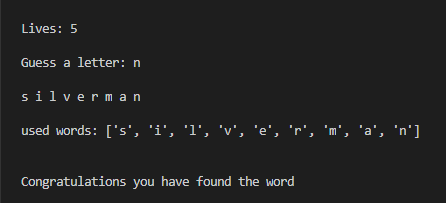 Lives: 5
Guess a letter: n
s i l v e r m a n
used words: ['s', 'i', 'l', 'v', 'e', 'r', 'm', 'a', 'n']
Congratulations you have found the word